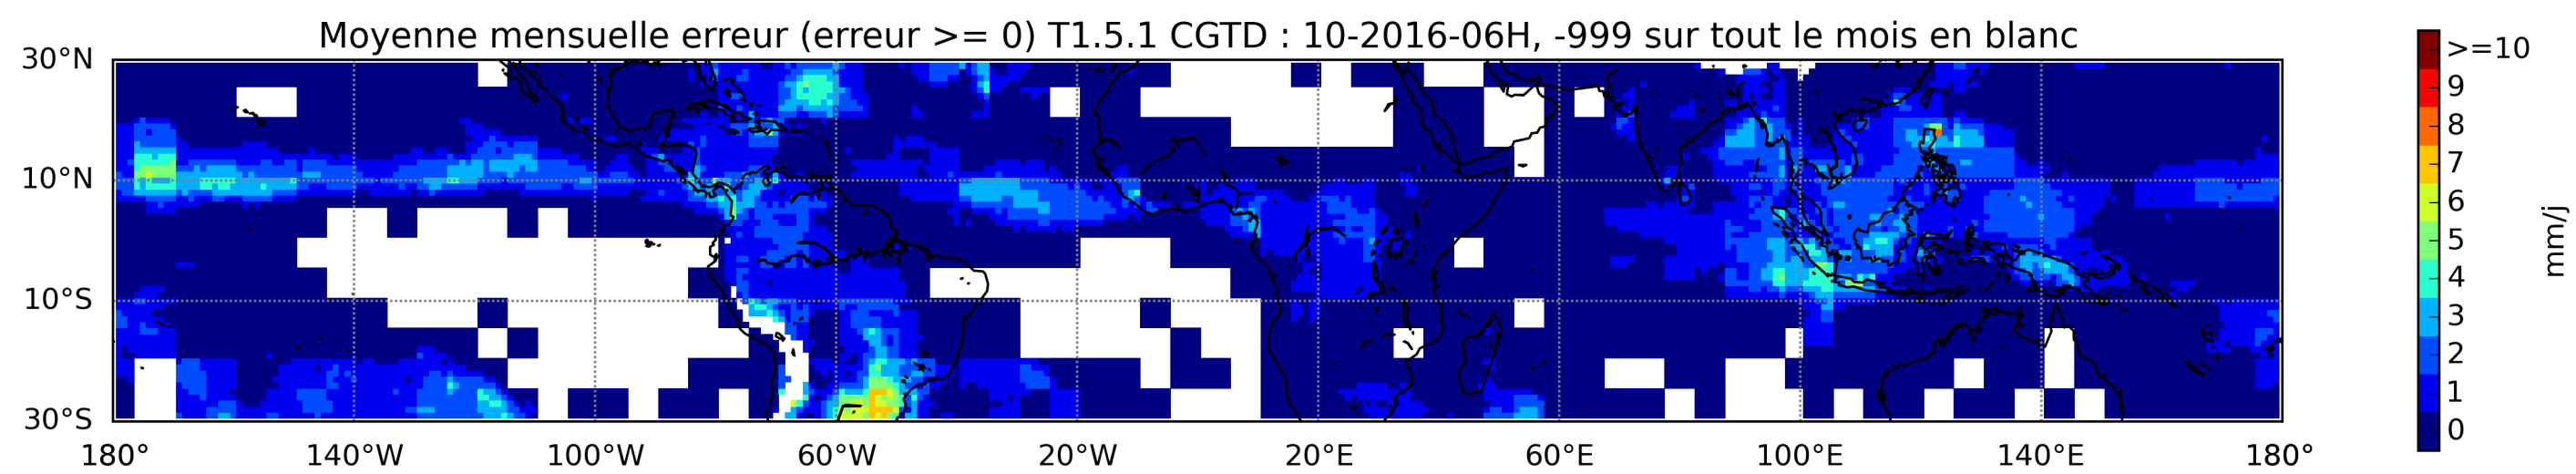 Moyenne mensuelle erreur (erreur >= 0) T1.5.1 CGTD : 10-2016-06H, -999 sur tout le mois en blanc
30°N
10°N
10°S
30°S
180° 140°W 100°W 60°W 20°W 20°E 60°E 100°E 140°E 180°
>=10
9
8
7
6
5
4
3
2
1
0
mm/j